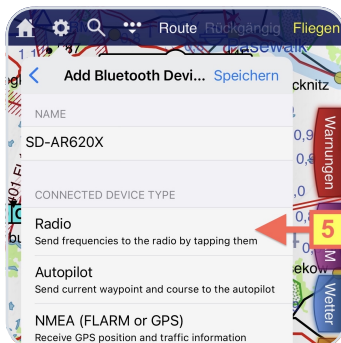 Route Rückgängig Fliegen
Add Bluetooth Devi... Speichern
NAME
SD-AR620X
CONNECTED DEVICE TYPE
Radio
Send frequencies to the radio by tapping them
Autopilot
Send current waypoint and course to the autopilot
NMEA (FLARM or GPS)
Receive GPS position and traffic information
5
Warnungen
Wetter
cknitz